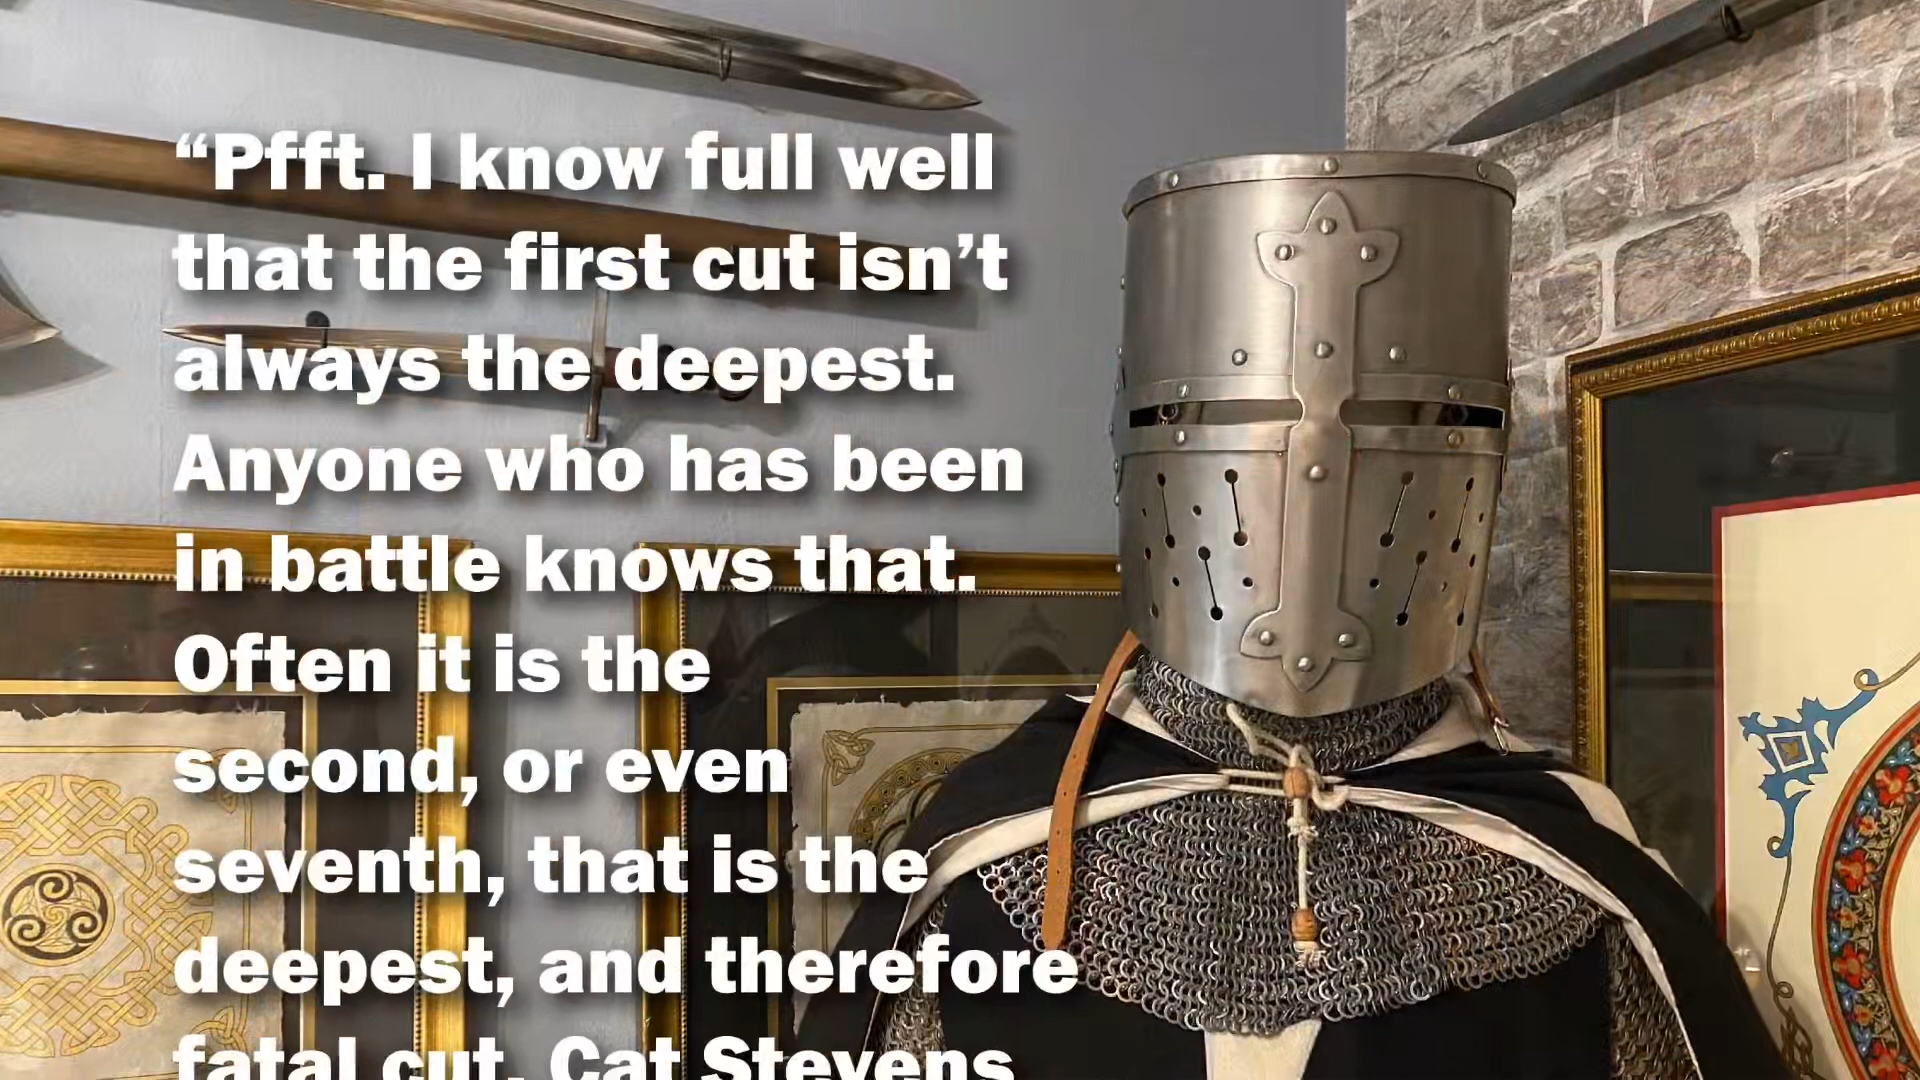 “Pfft. I know full well
that the first cut isn’t
always the deepest.
Anyone who has been
in battle knows that.
Often it is the
second, or even
seventh, that is the
deepest, and therefore
fatal cut. Cat Stevens